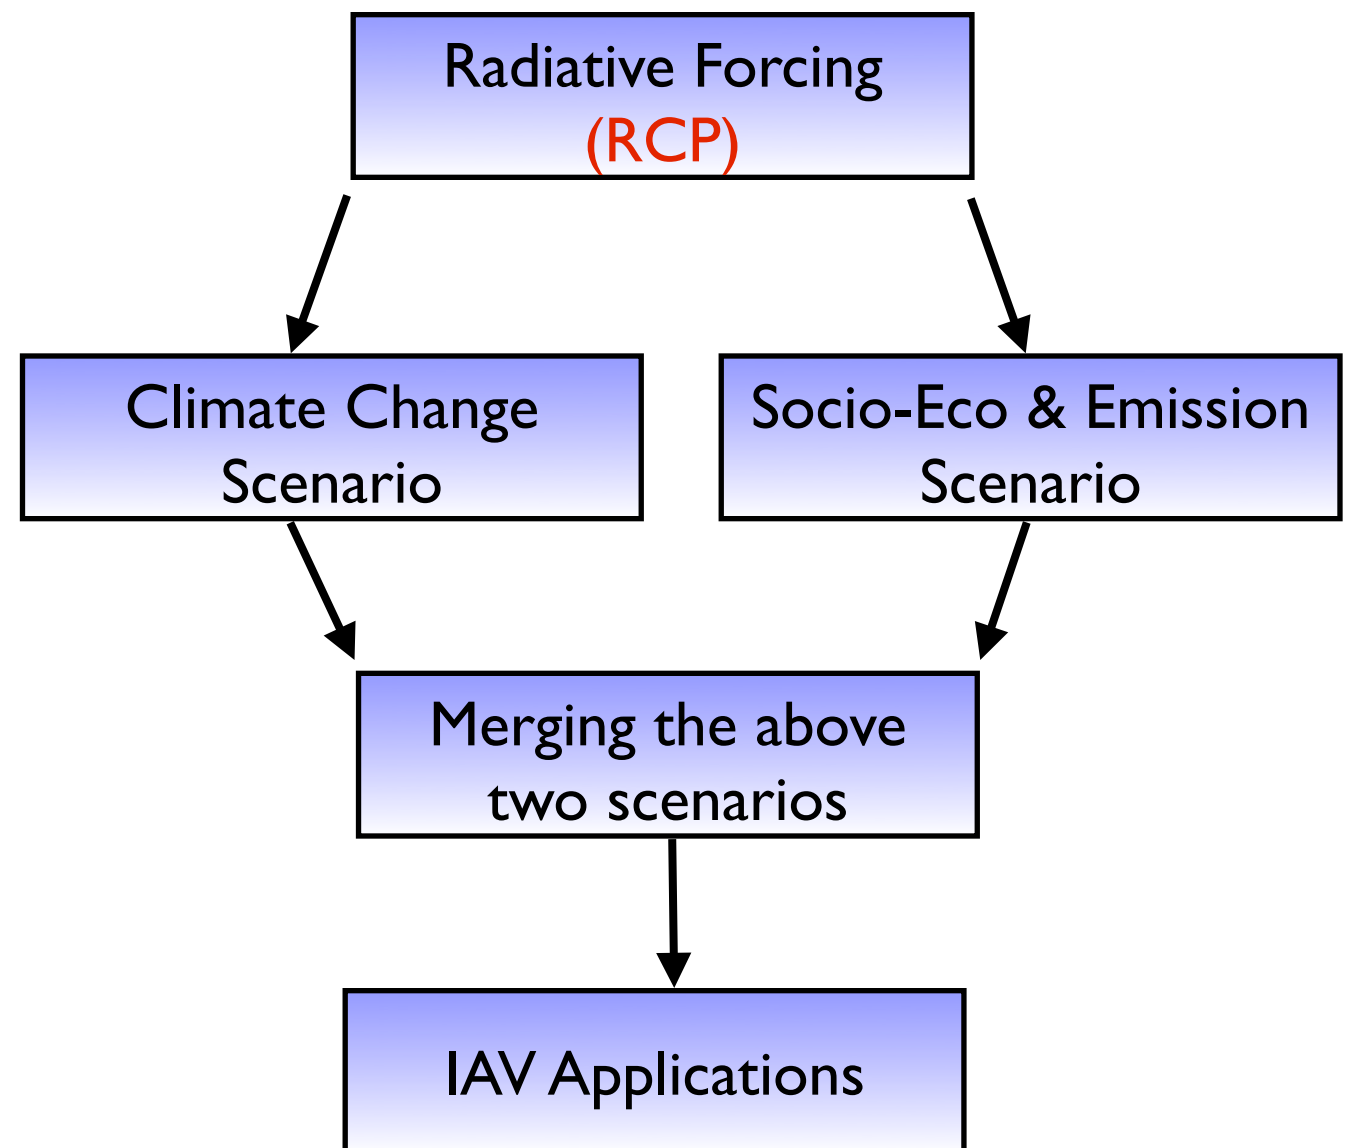 Radiative Forcing
(RCP)
Climate Change
Scenario
Socio-Eco & Emission
Scenario
Merging the above
two scenarios
IAV Applications